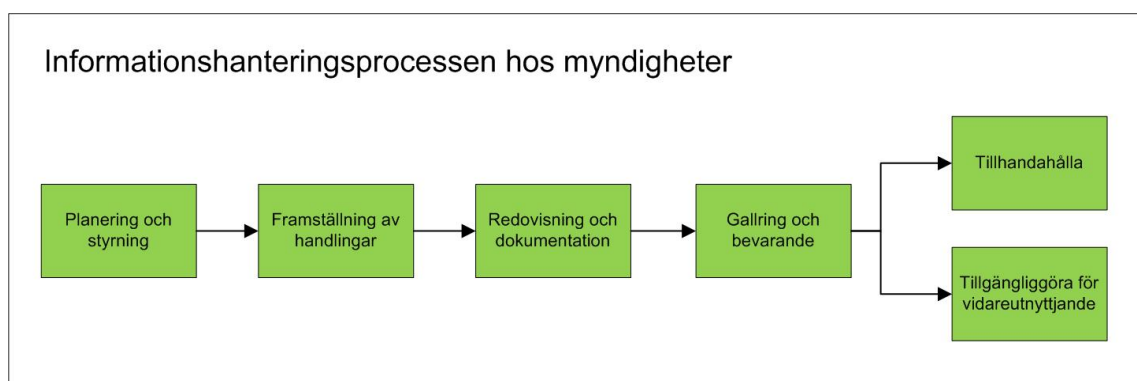 Informationshanteringsprocessen hos myndigheter
Planering och
styrning
Framställning av
handlingar
Redovisning och
dokumentation
Gallring och
bevarande
Tillhandahålla
Tillgängliggöra för
vidareutnyttjande